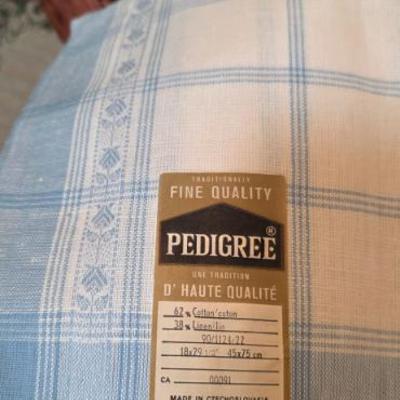 TRADITIONALLY
FINE QUALITY
PEDIGREE®
UNE TRADITION
D' HAUTE QUALITÉ
62 % Cotton/coton
38 % Linen/lin
90/1124/22
18x29 1/2" 45x75 cm
CA 00091
MADE IN CZECHOSLOVAKIA